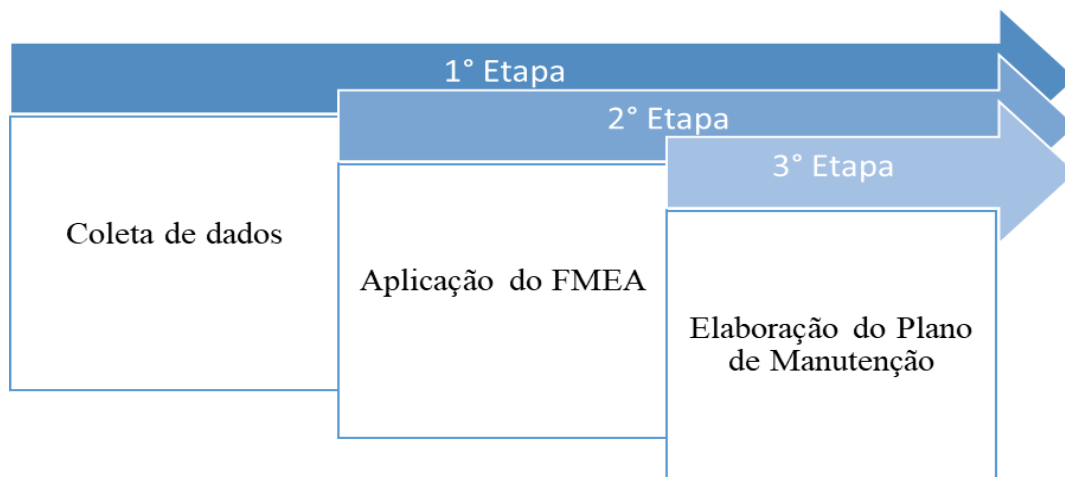 1° Etapa
2° Etapa
3° Etapa
Coleta de dados
Aplicação do FMEA
Elaboração do Plano
de Manutenção